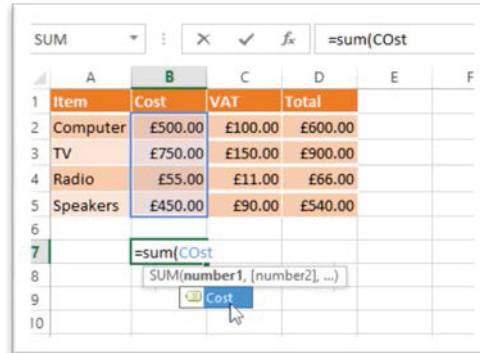 SUM =sum(COst
A B C D E F
1 Item Cost VAT Total
2 Computer £500.00 £100.00 £600.00
3 TV £750.00 £150.00 £900.00
4 Radio £55.00 £11.00 £66.00
5 Speakers £450.00 £90.00 £540.00
6
7 =sum(COst
8 SUM(number1, [number2], ...)
9 Cost
10